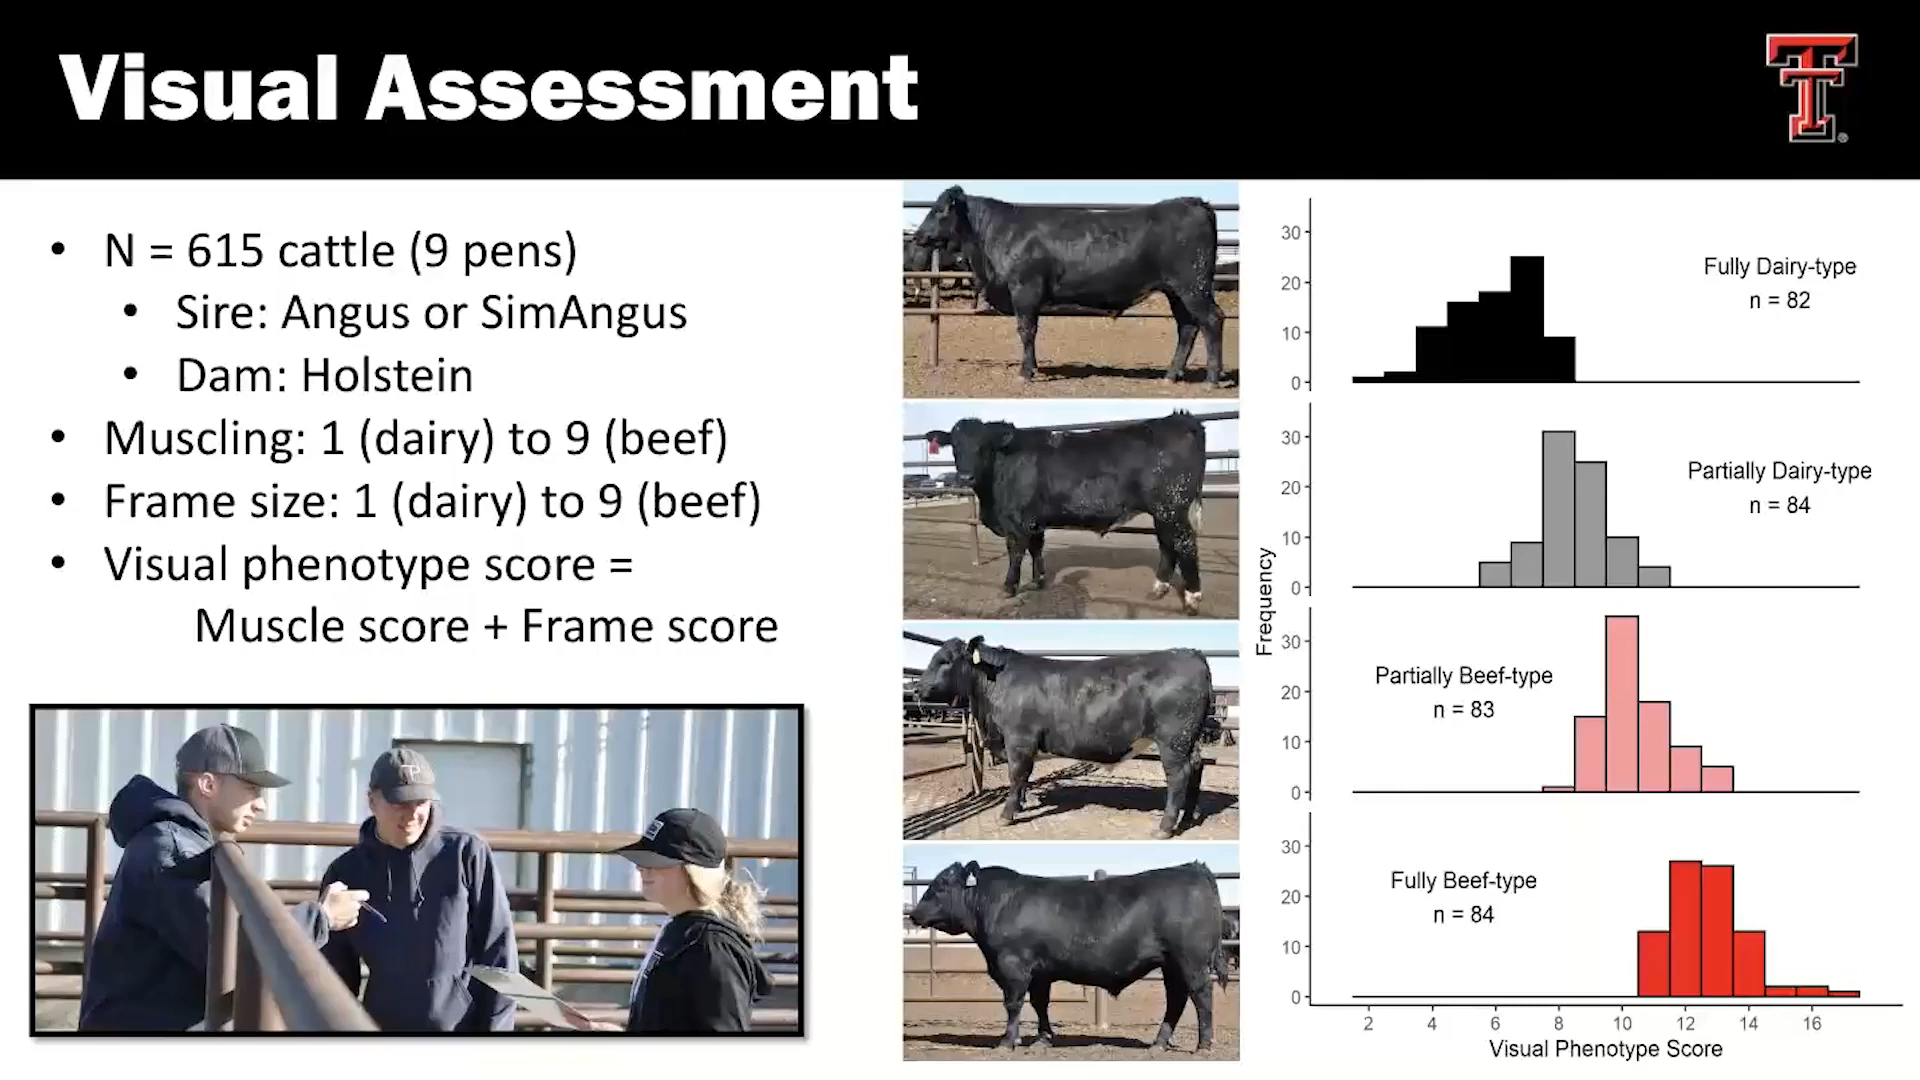 Visual Assessment
• N = 615 cattle (9 pens)
• Sire: Angus or SimAngus
• Dam: Holstein
• Muscling: 1 (dairy) to 9 (beef)
• Frame size: 1 (dairy) to 9 (beef)
• Visual phenotype score =
Muscle score + Frame score
Frequency
30
20
10
0
Fully Dairy-type
n = 82
30
20
10
0
Partially Dairy-type
n = 84
30
20
10
0
Partially Beef-type
n = 83
30
20
10
0
Fully Beef-type
n = 84
2 4 6 8 10 12 14 16
Visual Phenotype Score